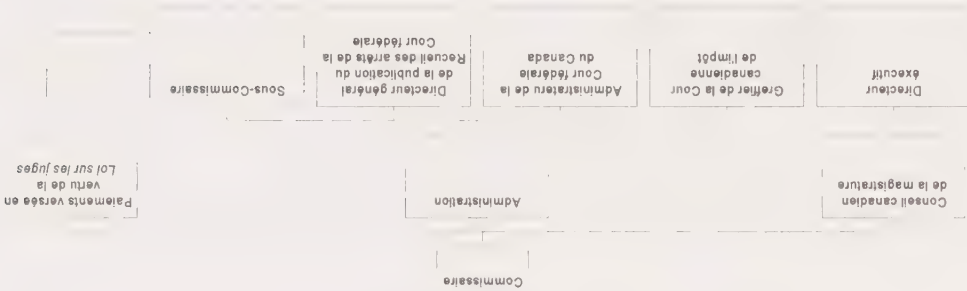 Commissaire
Conseil canadien
de la magistrature
Administration
Paiements versés en
vertu de la
Loi sur les juges
Directeur
exécutif
Greffier de la Cour
canadienne
de l'impôt
Administrateru de la
Cour fédérale
du Canada
Directeur général
de la publication du
Recueil des arrêts de la
Cour fédérale
Sous-Commissaire